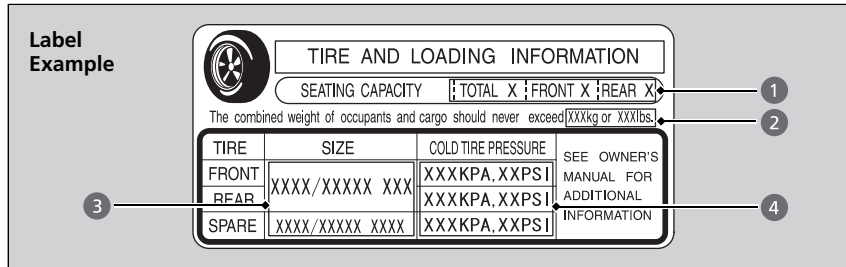 Label
Example
TIRE AND LOADING INFORMATION
SEATING CAPACITY TOTAL X FRONT X REAR X
1
The combined weight of occupants and cargo should never exceed XXXkg or XXXlbs.
2
TIRE SIZE COLD TIRE PRESSURE
SEE OWNER'S
MANUAL FOR
ADDITIONAL
INFORMATION
FRONT XXXX/XXXXX XXX XXXKPA,XXPSI
REAR XXXKPA,XXPSI
SPARE XXXX/XXXXX XXXX XXXKPA,XXPSI
3
4